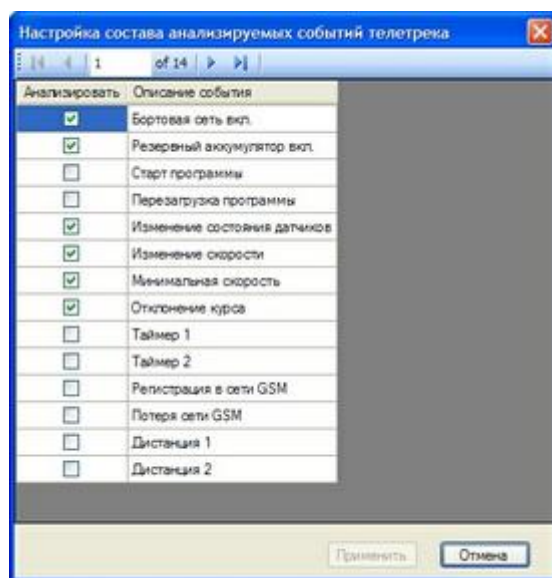 Настройка состава анализируемых событий телетрека
1 of 14
Анализировать Описание события
Бортовая сеть вкл.
Резервный аккумулятор вкл.
Старт программы
Перезагрузка программы
Изменение состояния датчиков
Изменение скорости
Минимальная скорость
Отклонение курса
Таймер 1
Таймер 2
Регистрация в сети GSM
Потеря сети GSM
Дистанция 1
Дистанция 2
Применить Отмена